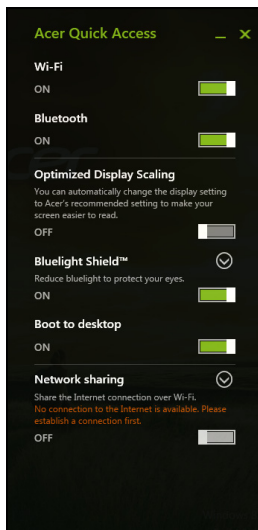 Acer Quick Access
Wi-Fi
ON
Bluetooth
ON
Optimized Display Scaling
You can automatically change the display setting
to Acer's recommended setting to make your
screen easier to read.
OFF
Bluelight Shield™
Reduce bluelight to protect your eyes.
ON
Boot to desktop
ON
Network sharing
Share the Internet connection over Wi-Fi.
No connection to the Internet is available. Please
establish a connection first.
OFF